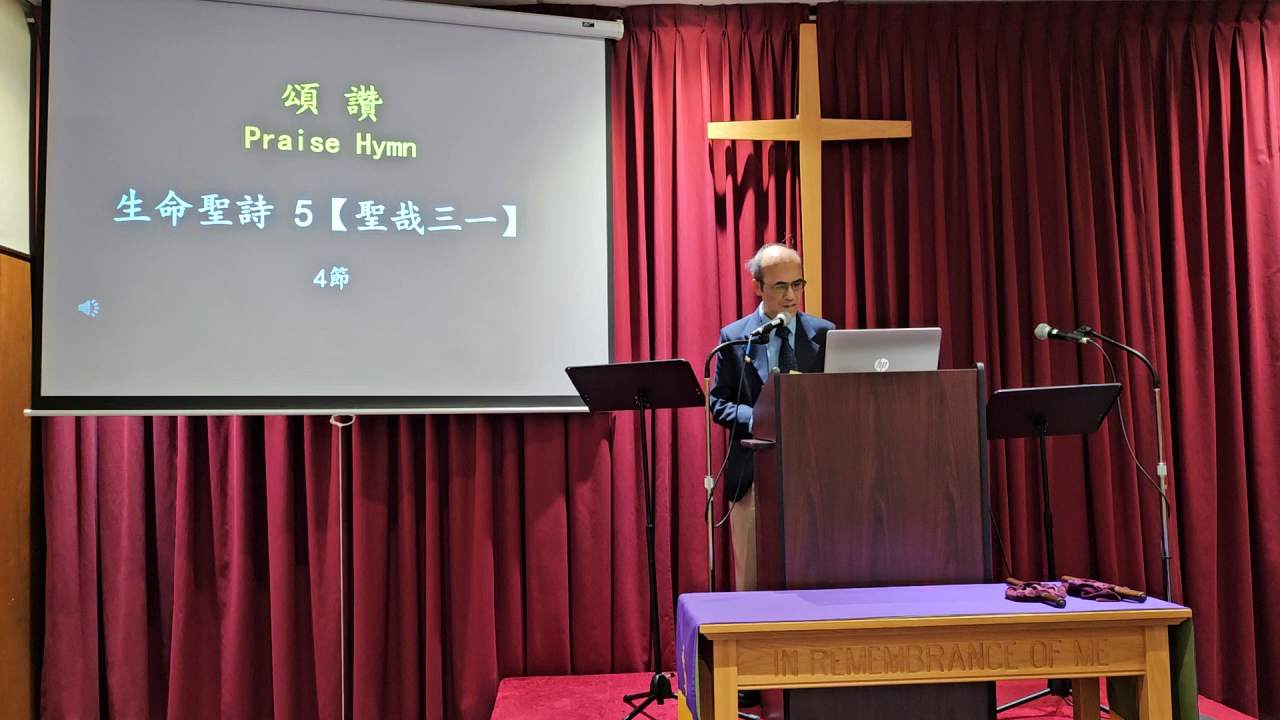 頌 讚
Praise Hymn
生命聖詩 5【聖哉三一】
4節
hp
IN REMEMBRANCE OF ME